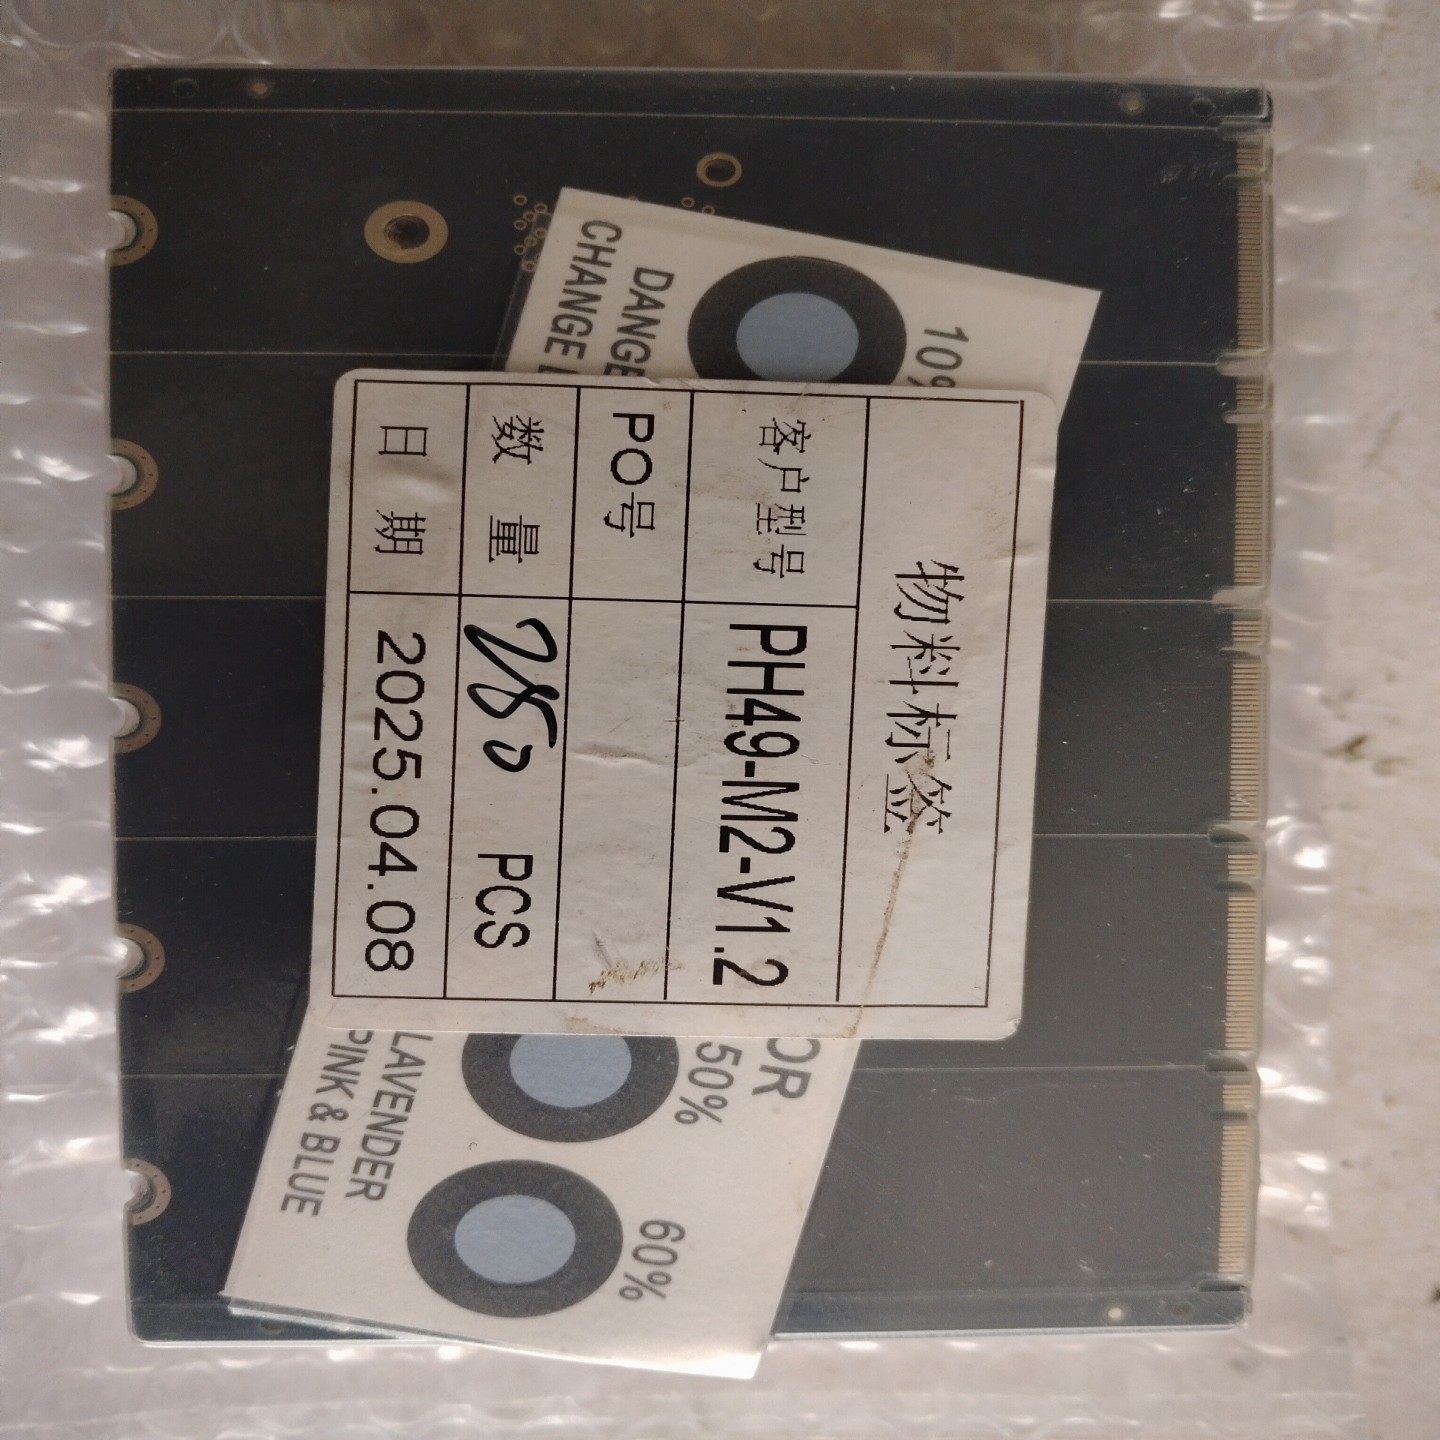 物料标签
客户型号 PH49-M2-V1.2
PO号
数量 280 PCS
日期 2025.04.08
10%
DANGE
CHANGE
OR
50%
60%
LAVENDER
PINK & BLUE